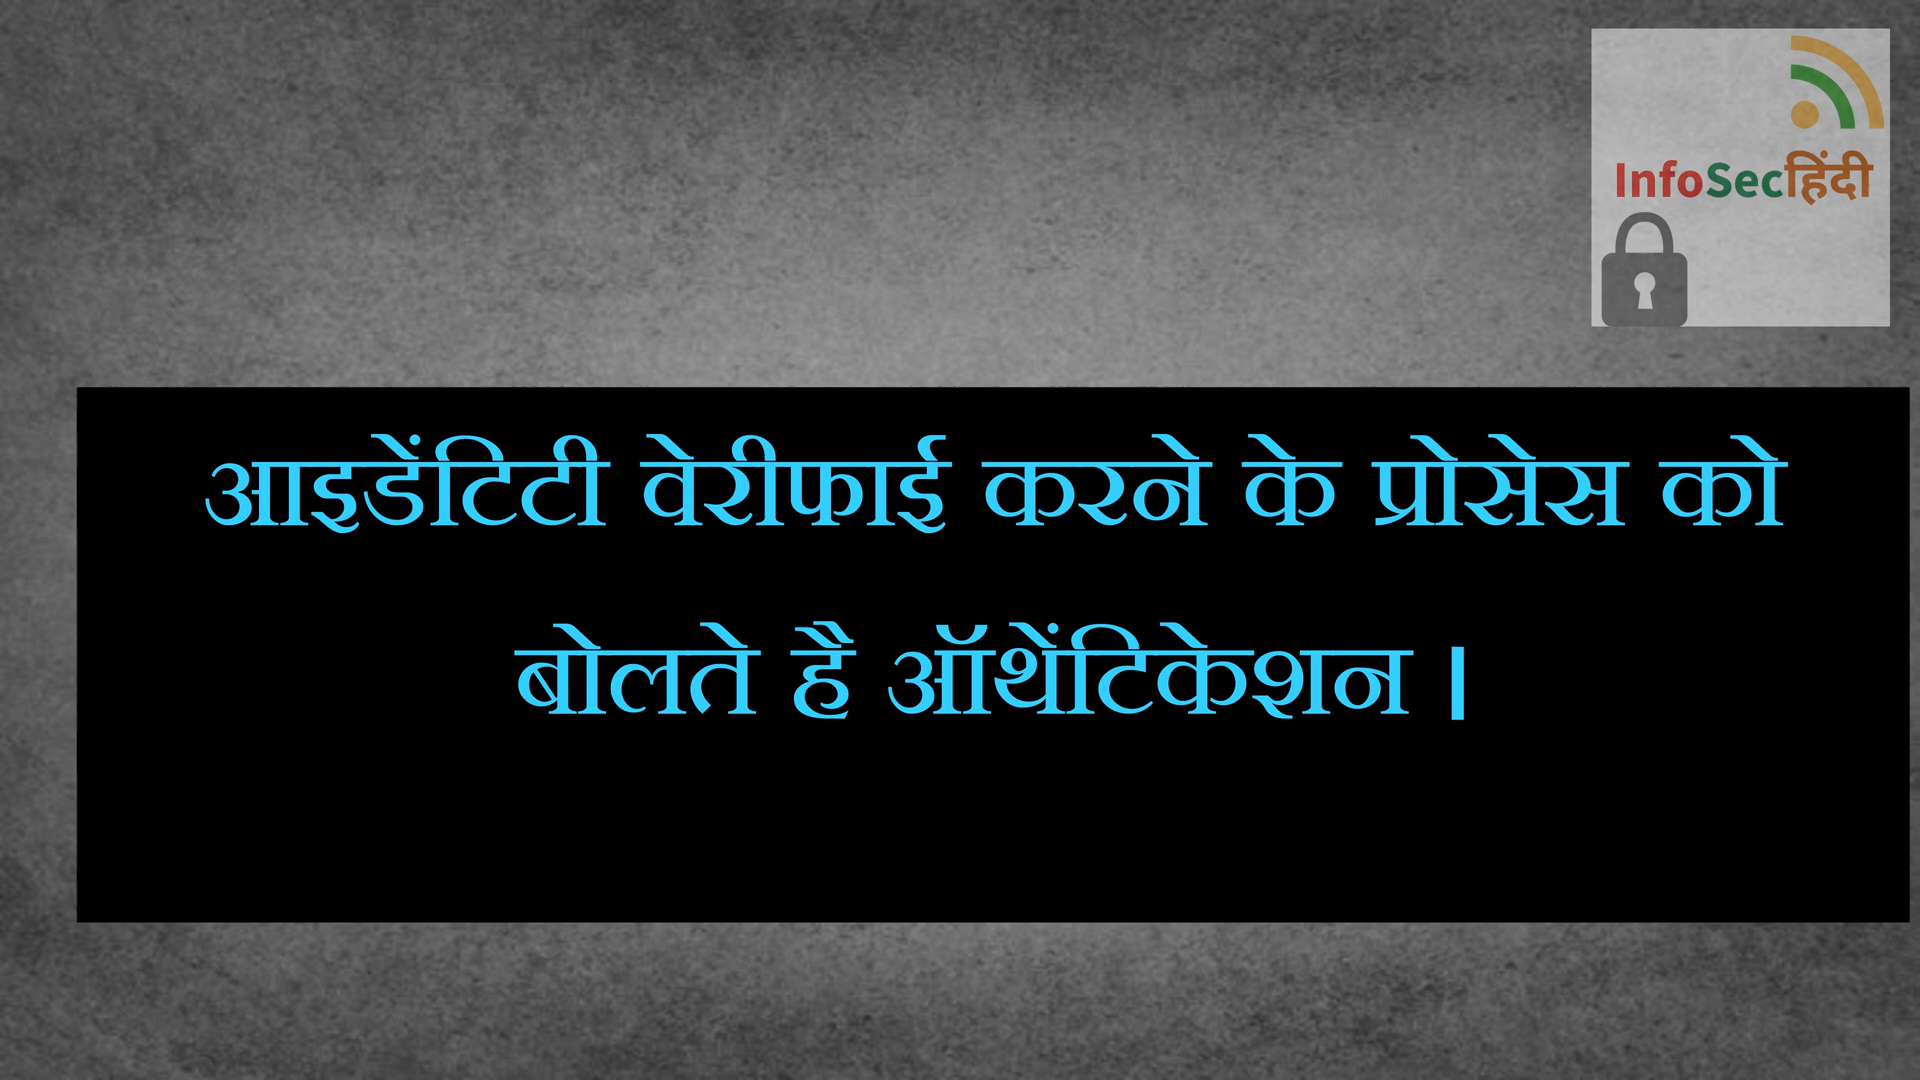 InfoSecहिंदी
आइडेंटिटी वेरीफाई करने के प्रोसेस को
बोलते है ऑथेंटिकेशन ।